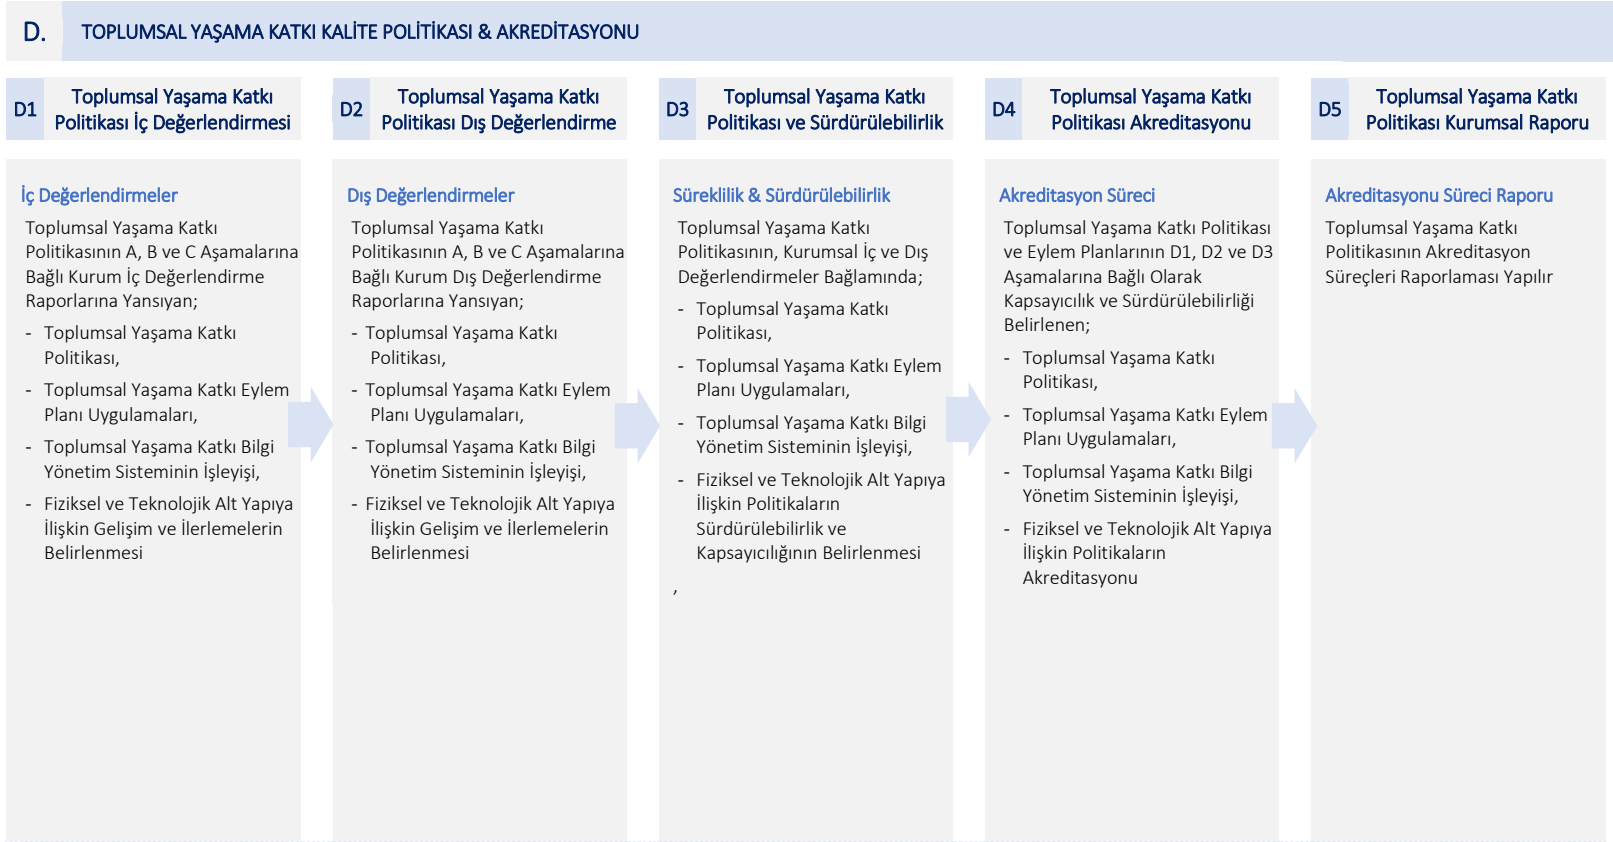 D.
TOPLUMSAL YAŞAMA KATKI KALİTE POLİTİKASI & AKREDİTASYONU
D1
Toplumsal Yaşama Katkı
Politikası İç Değerlendirmesi
D2
Toplumsal Yaşama Katkı
Politikası Dış Değerlendirme
D3
Toplumsal Yaşama Katkı
Politikası ve Sürdürülebilirlik
D4
Toplumsal Yaşama Katkı
Politikası Akreditasyonu
D5
Toplumsal Yaşama Katkı
Politikası Kurumsal Raporu
İç Değerlendirmeler
Toplumsal Yaşama Katkı
Politikasının A, B ve C Aşamalarına
Bağlı Kurum İç Değerlendirme
Raporlarına Yansıyan;
- Toplumsal Yaşama Katkı
Politikası,
- Toplumsal Yaşama Katkı Eylem
Planı Uygulamaları,
- Toplumsal Yaşama Katkı Bilgi
Yönetim Sisteminin İşleyişi,
- Fiziksel ve Teknolojik Alt Yapıya
İlişkin Gelişim ve İlerlemelerin
Belirlenmesi
Dış Değerlendirmeler
Toplumsal Yaşama Katkı
Politikasının A, B ve C Aşamalarına
Bağlı Kurum Dış Değerlendirme
Raporlarına Yansıyan;
- Toplumsal Yaşama Katkı
Politikası,
- Toplumsal Yaşama Katkı Eylem
Planı Uygulamaları,
- Toplumsal Yaşama Katkı Bilgi
Yönetim Sisteminin İşleyişi,
- Fiziksel ve Teknolojik Alt Yapıya
İlişkin Gelişim ve İlerlemelerin
Belirlenmesi
Süreklilik & Sürdürülebilirlik
Toplumsal Yaşama Katkı
Politikasının, Kurumsal İç ve Dış
Değerlendirmeler Bağlamında;
- Toplumsal Yaşama Katkı
Politikası,
- Toplumsal Yaşama Katkı Eylem
Planı Uygulamaları,
- Toplumsal Yaşama Katkı Bilgi
Yönetim Sisteminin İşleyişi,
- Fiziksel ve Teknolojik Alt Yapıya
İlişkin Politikaların
Sürdürülebilirlik ve
Kapsayıcılığının Belirlenmesi
,
Akreditasyon Süreci
Toplumsal Yaşama Katkı Politikası
ve Eylem Planlarının D1, D2 ve D3
Aşamalarına Bağlı Olarak
Kapsayıcılık ve Sürdürülebilirliği
Belirlenen;
- Toplumsal Yaşama Katkı
Politikası,
- Toplumsal Yaşama Katkı Eylem
Planı Uygulamaları,
- Toplumsal Yaşama Katkı Bilgi
Yönetim Sisteminin İşleyişi,
- Fiziksel ve Teknolojik Alt Yapıya
İlişkin Politikaların
Akreditasyonu
Akreditasyonu Süreci Raporu
Toplumsal Yaşama Katkı
Politikasının Akreditasyon
Süreçleri Raporlaması Yapılır